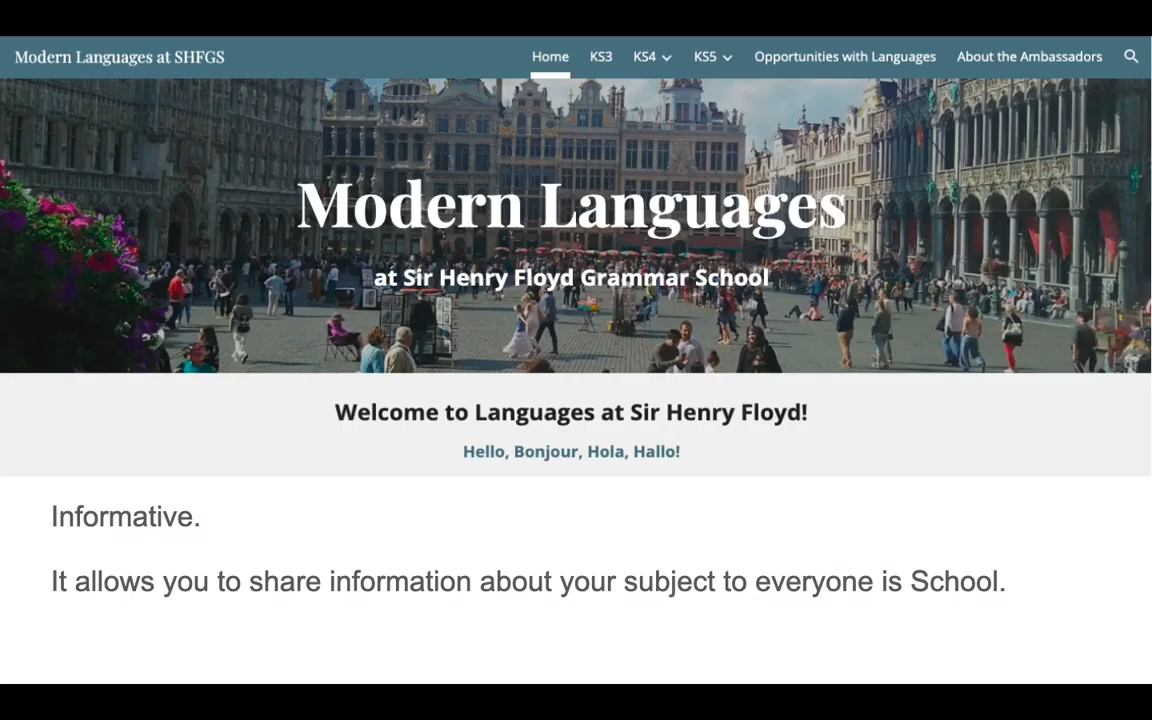 Modern Languages at SHFGS Home KS3 KS4 KS5 Opportunities with Languages About the Ambassadors
Modern Languages
at Sir Henry Floyd Grammar School
Welcome to Languages at Sir Henry Floyd!
Hello, Bonjour, Hola, Hallo!
Informative.
It allows you to share information about your subject to everyone is School.